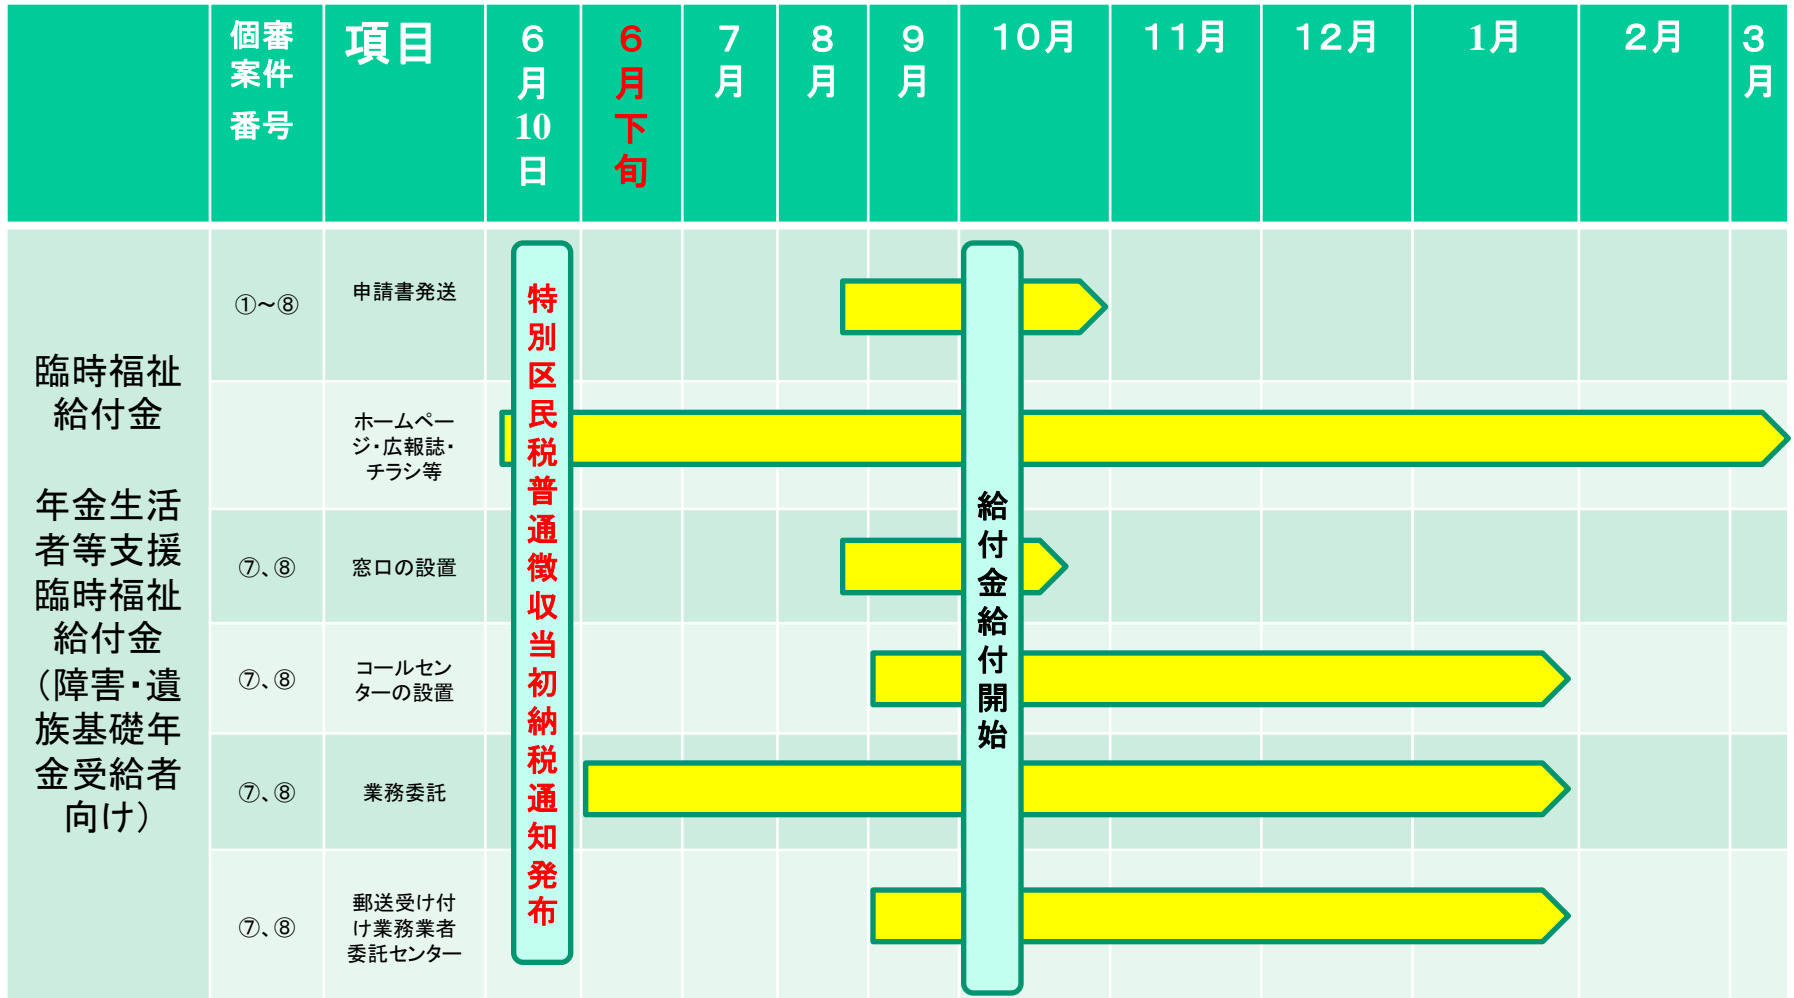 個審
案件
番号
項目
6
月
10
日
6
月
下
旬
7
月
8
月
9
月
10月
11月
12月
1月
2月
3
月
臨時福祉
給付金
年金生活
者等支援
臨時福祉
給付金
（障害・遺
族基礎年
金受給者
向け）
①～⑧
申請書発送
ホームペー
ジ・広報誌・
チラシ等
⑦、⑧
窓口の設置
⑦、⑧
コールセン
ターの設置
⑦、⑧
業務委託
⑦、⑧
郵送受け付
け業務業者
委託センター
特別区民税普通徴収当初納税通知発布
給付金給付開始